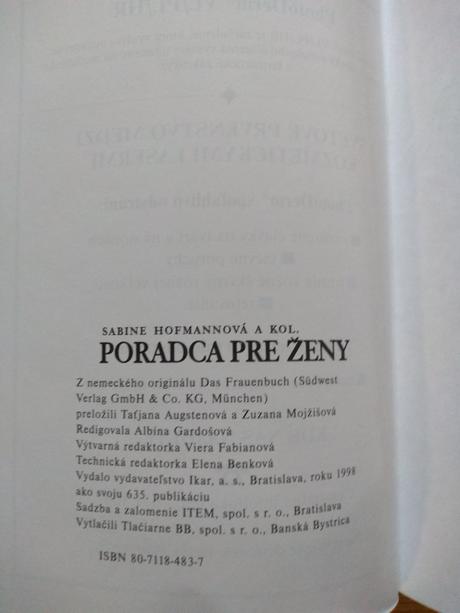 SABINE HOFMANNOVÁ A KOL.
PORADCA PRE ŽENY
Z nemeckého originálu Das Frauenbuch (Südwest
Verlag GmbH & Co. KG, München)
preložili Taťjana Augstenová a Zuzana Mojžišová
Redigovala Albína Gardošová
Výtvarná redaktorka Viera Fabianová
Technická redaktorka Elena Benková
Vydalo vydavateľstvo Ikar, a. s., Bratislava, roku 1998
ako svoju 635. publikáciu
Sadzba a zalomenie ITEM, spol. s r. o., Bratislava
Vytlačili Tlačiarne BB, spol. s r. o., Banská Bystrica
ISBN 80-7118-483-7